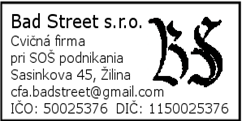 Bad Street s.r.o.
Cvičná firma
pri SOŠ podnikania
Sasinkova 45, Žilina
cfa.badstreet@gmail.com
IČO: 50025376 DIČ: 1150025376
BS